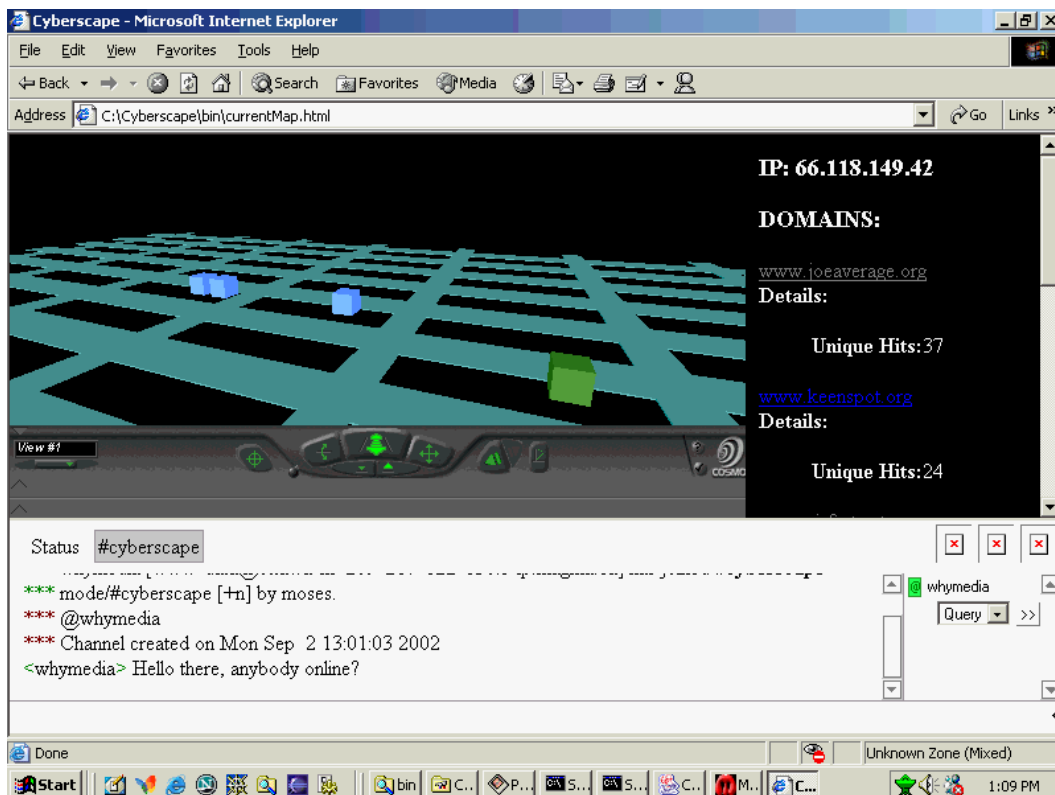 Cyberscape - Microsoft Internet Explorer
File Edit View Favorites Tools Help
Back Search Favorites Media
Address C:\Cyberscape\bin\currentMap.html Go Links »
IP: 66.118.149.42
DOMAINS:
www.joeaverage.org
Details:
Unique Hits:37
www.keenspot.org
Details:
Unique Hits:24
View #1
COSMO
Status #cyberscape
*** mode/#cyberscape [+n] by moses.
*** @whymedia
*** Channel created on Mon Sep 2 13:01:03 2002
<whymedia> Hello there, anybody online?
@ whymedia
Query >>
Done Unknown Zone (Mixed)
Start bin C... P... S... S... C... M... C... 1:09 PM